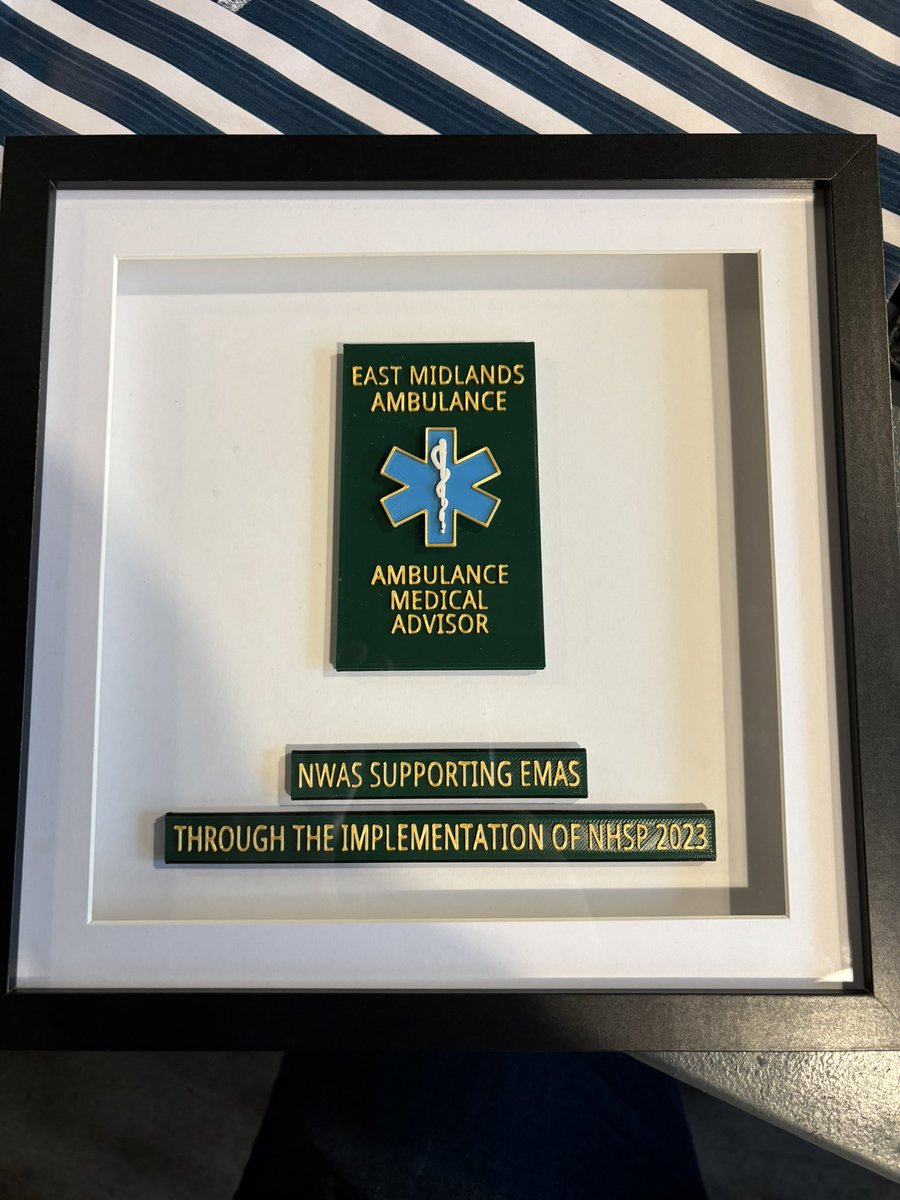 EAST MIDLANDS
AMBULANCE
AMBULANCE
MEDICAL
ADVISOR
NWAS SUPPORTING EMAS
THROUGH THE IMPLEMENTATION OF NHSP 2023